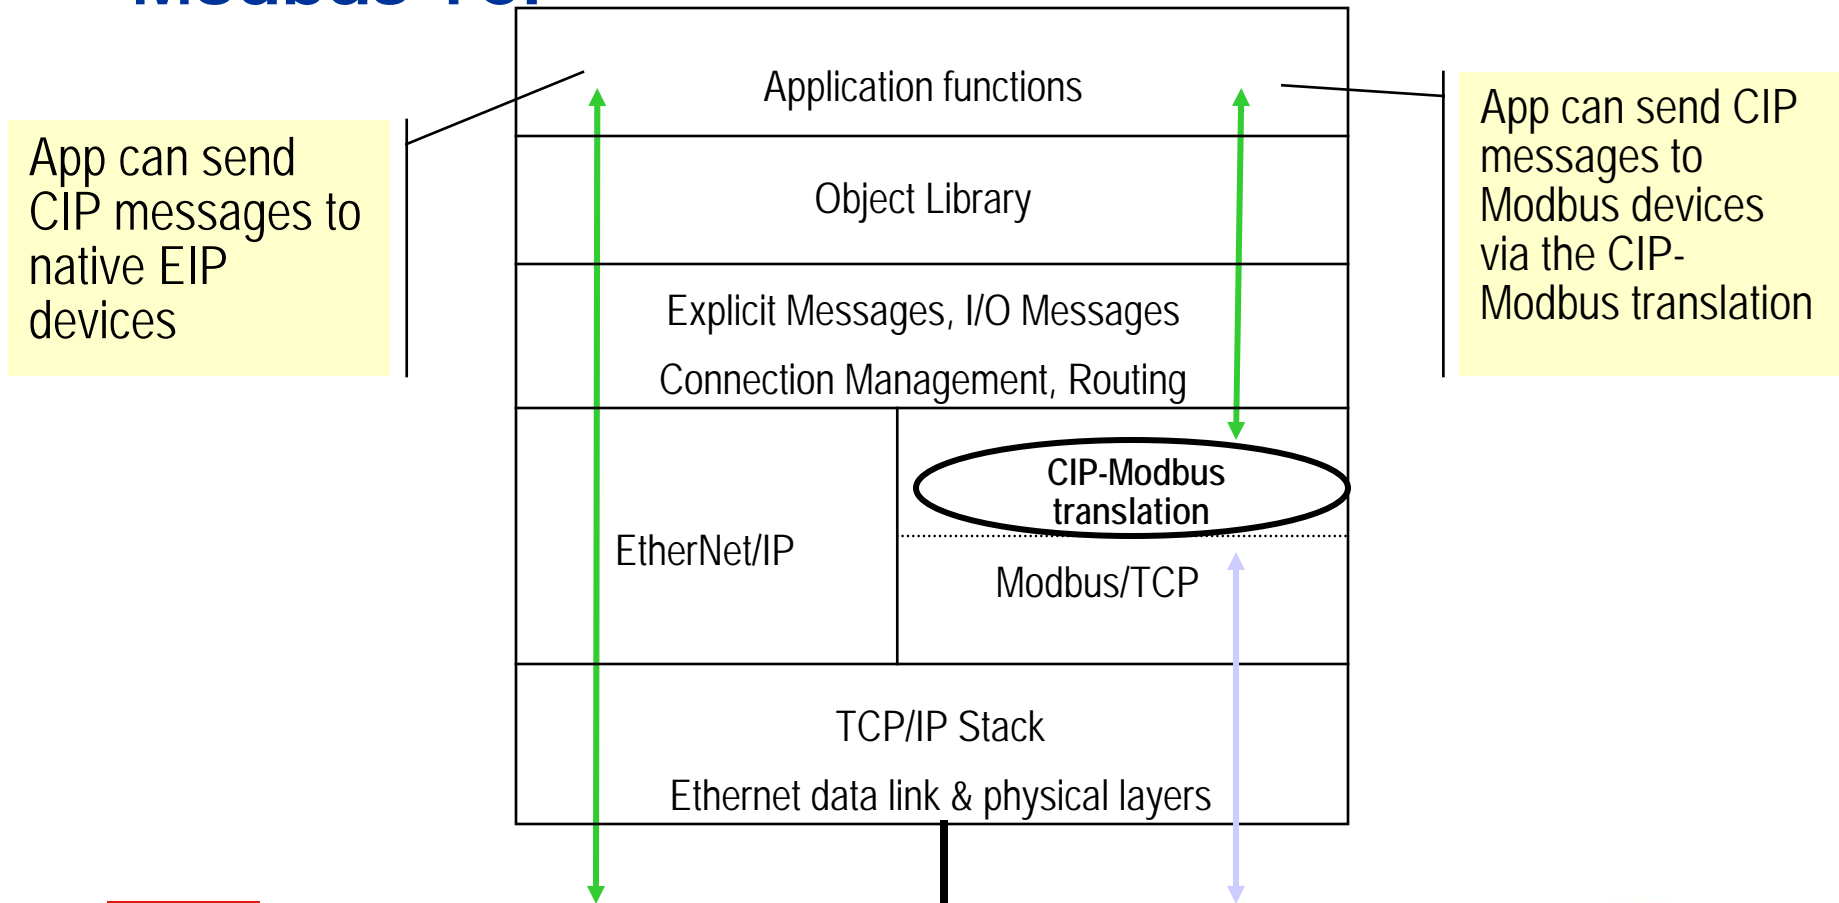 App can send
CIP messages to
native EIP
devices
Application functions
Object Library
Explicit Messages, I/O Messages
Connection Management, Routing
EtherNet/IP
CIP-Modbus
translation
Modbus/TCP
TCP/IP Stack
Ethernet data link & physical layers
App can send CIP
messages to
Modbus devices
via the CIP-
Modbus translation